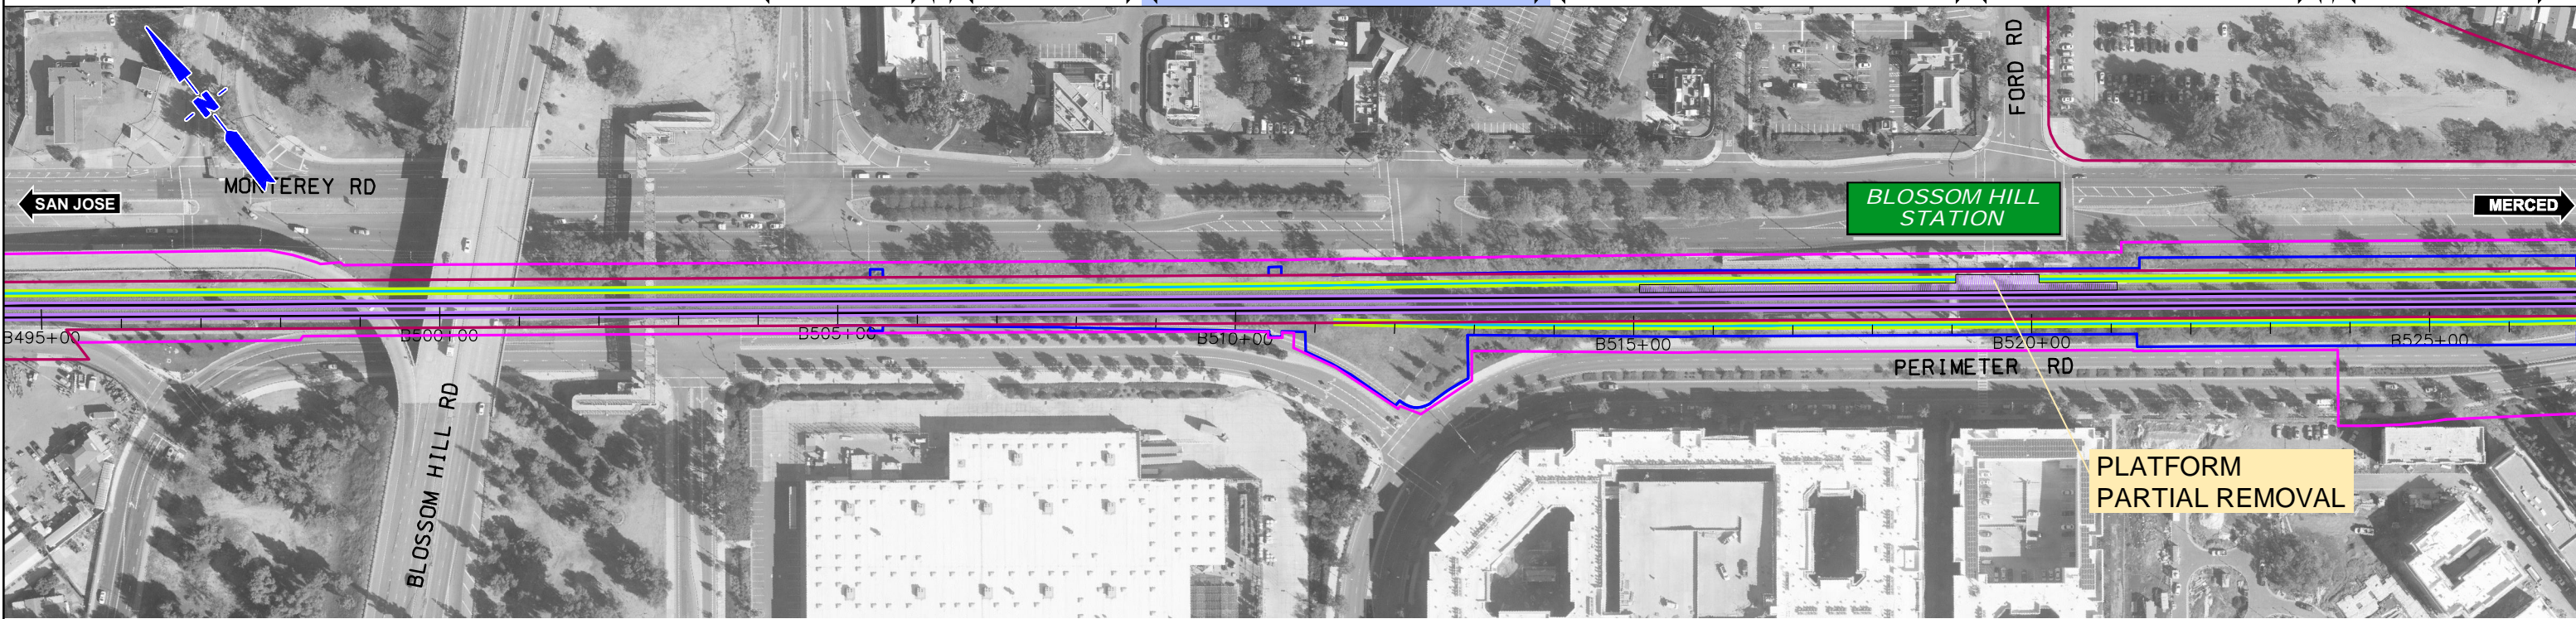 FORD RD
N
MONTEREY RD
SAN JOSE
BLOSSOM HILL
STATION
MERCED
B495+00
B500+00
B505+00
B510+00
B515+00
B520+00
B525+00
PERIMETER RD
BLOSSOM HILL RD
PLATFORM
PARTIAL REMOVAL